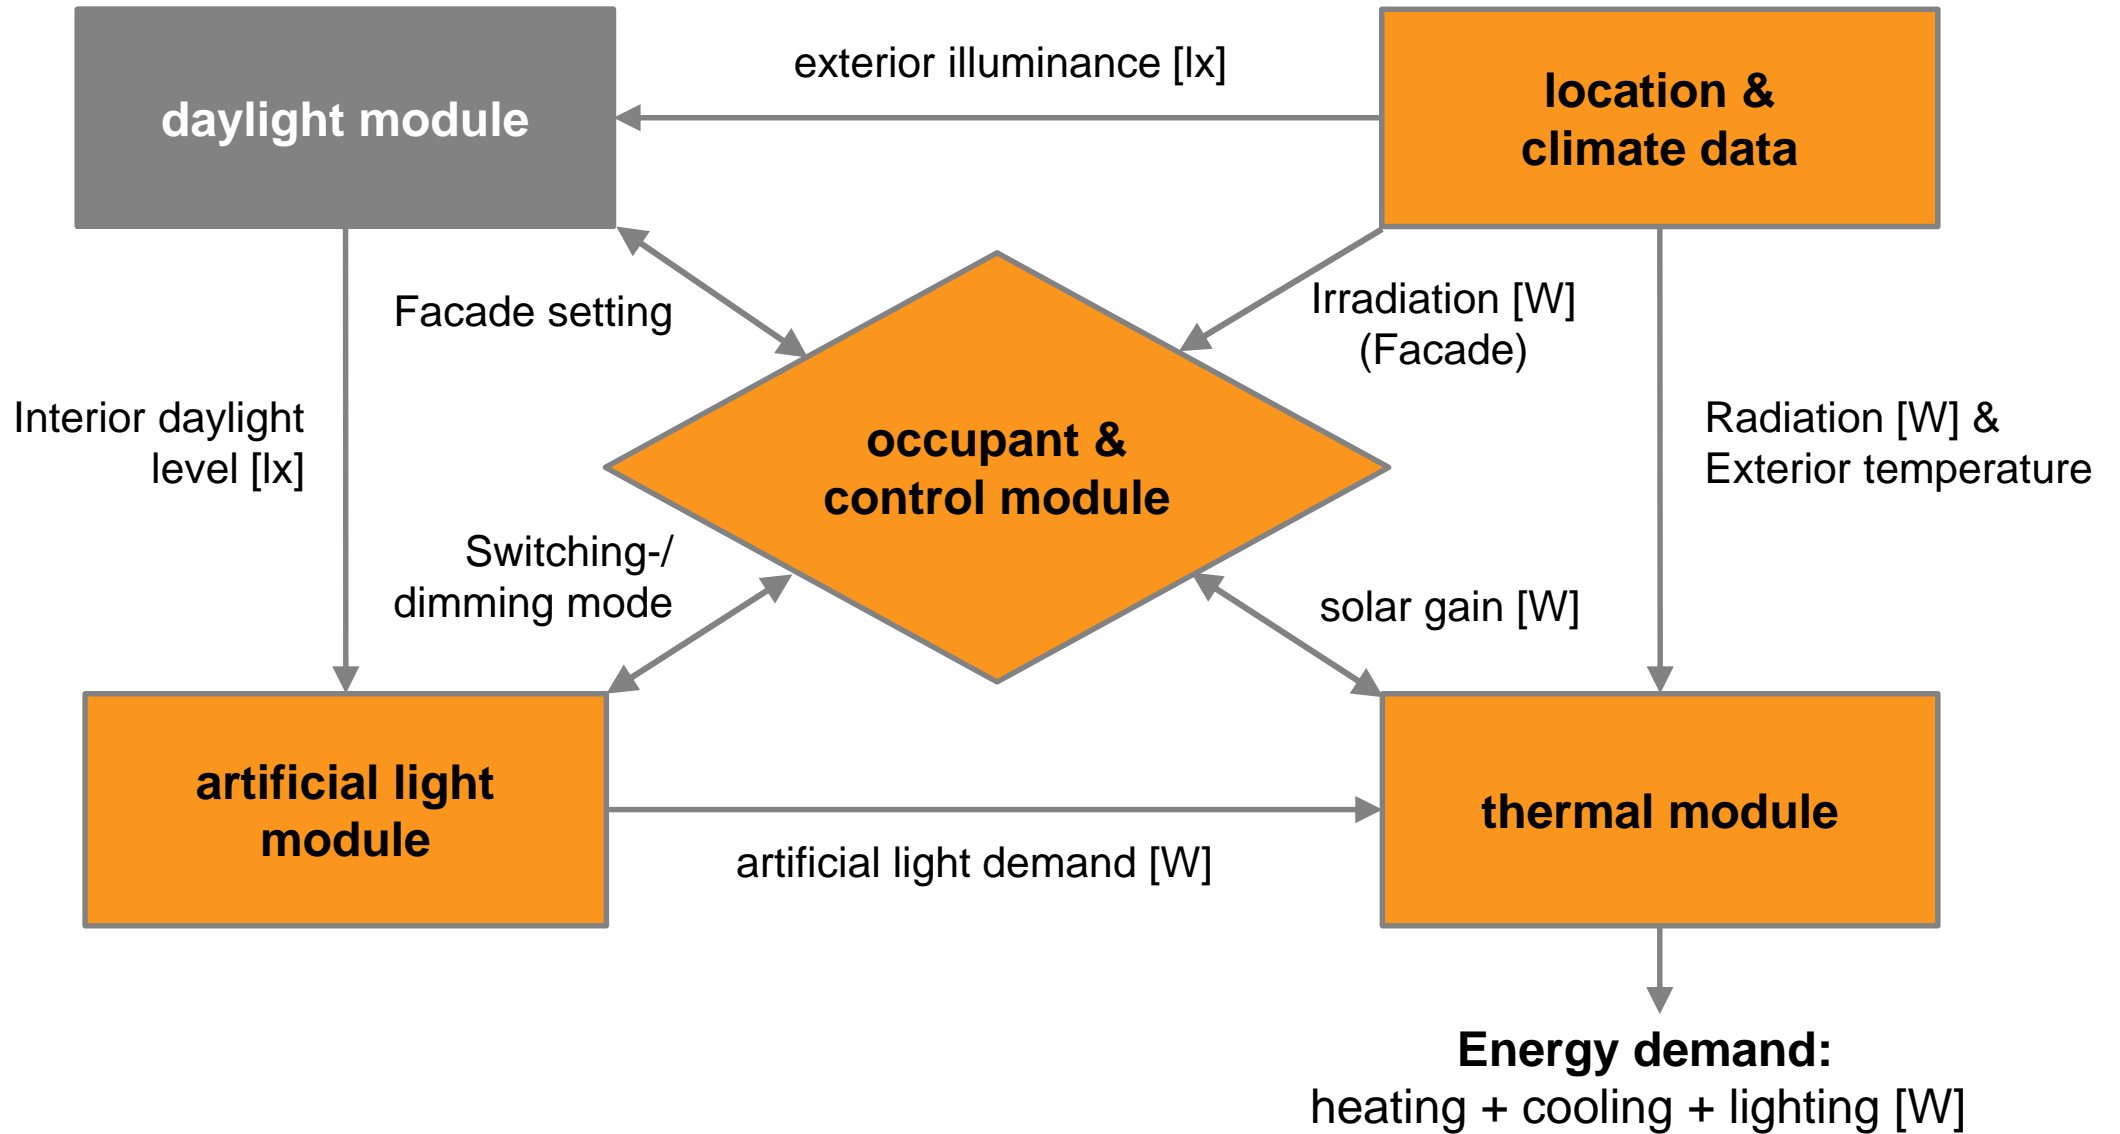 exterior illuminance [lx]
daylight module
location &
climate data
Facade setting
Irradiation [W]
(Facade)
Interior daylight
level [lx]
occupant &
control module
Radiation [W] &
Exterior temperature
Switching-/
dimming mode
solar gain [W]
artificial light
module
thermal module
artificial light demand [W]
Energy demand:
heating + cooling + lighting [W]